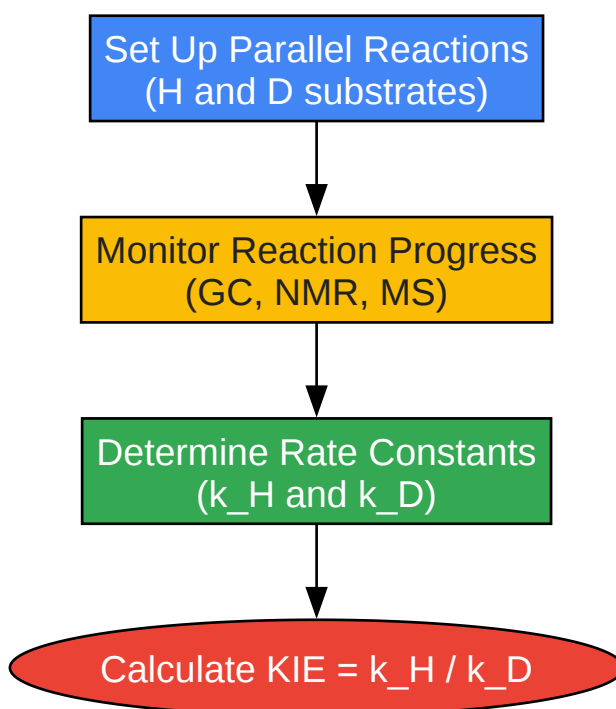 Set Up Parallel Reactions
(H and D substrates)
Monitor Reaction Progress
(GC, NMR, MS)
Determine Rate Constants
(k_H and k_D)
Calculate KIE = k_H / k_D